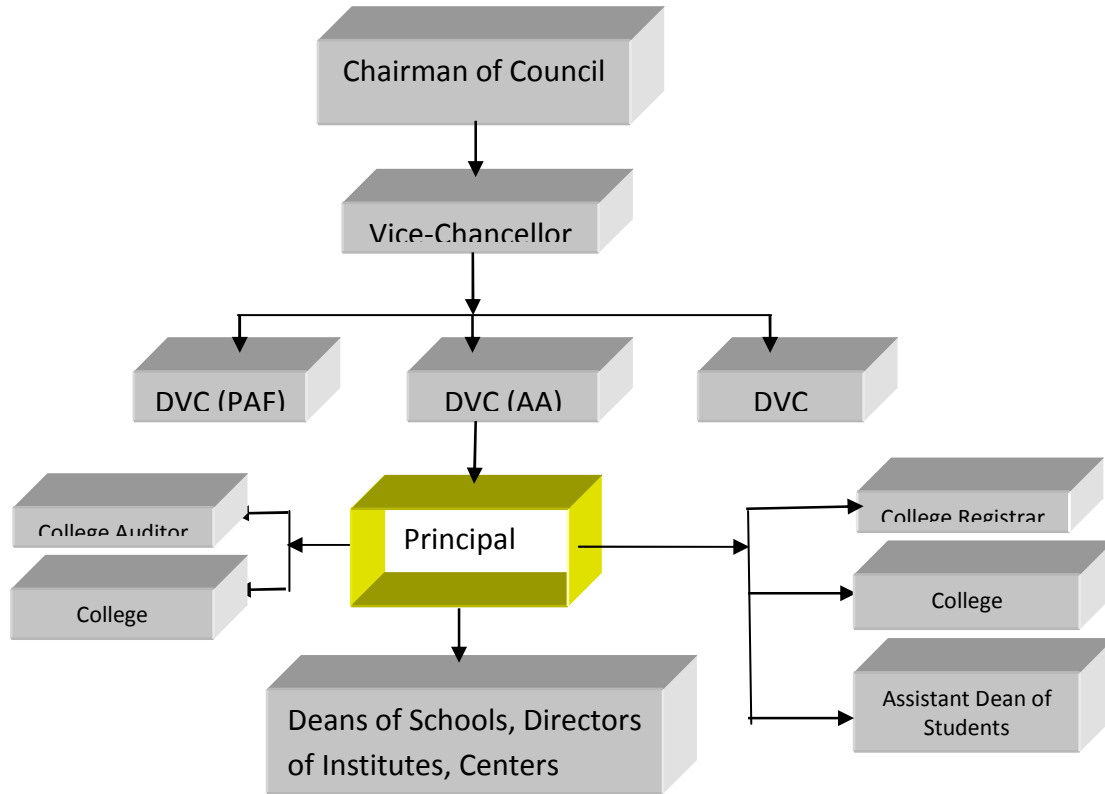 Chairman of Council
Vice-Chancellor
DVC (PAF)
DVC (AA)
DVC
College Auditor
Principal
College Registrar
College
College
Deans of Schools, Directors
of Institutes, Centers
Assistant Dean of
Students